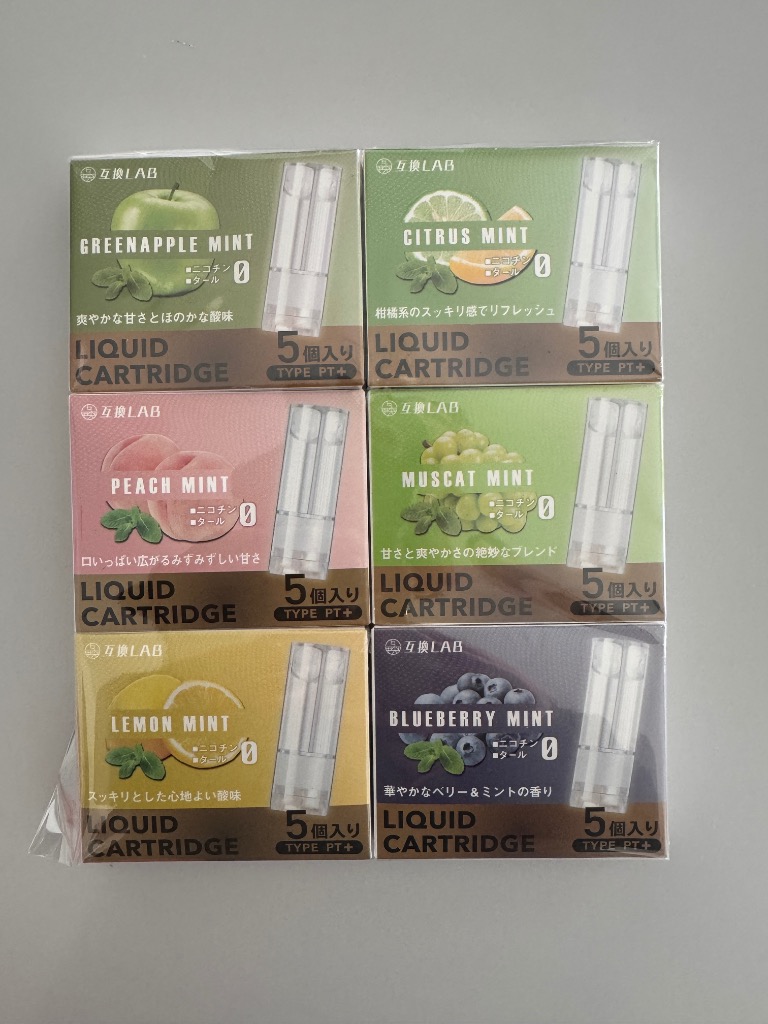 互換LAB
GREENAPPLE MINT
■ニコチン
■タール 0
爽やかな甘さとほのかな酸味
LIQUID
CARTRIDGE
5個入り
TYPE PT+
互換LAB
CITRUS MINT
■ニコチン
■タール 0
柑橘系のスッキリ感でリフレッシュ
LIQUID
CARTRIDGE
5個入り
TYPE PT+
互換LAB
PEACH MINT
■ニコチン
■タール 0
口いっぱい広がるみずみずしい甘さ
LIQUID
CARTRIDGE
5個入り
TYPE PT+
互換LAB
MUSCAT MINT
■ニコチン
■タール 0
甘さと爽やかさの絶妙なブレンド
LIQUID
CARTRIDGE
5個入り
TYPE PT+
互換LAB
LEMON MINT
■ニコチン
■タール 0
スッキリとした心地よい酸味
LIQUID
CARTRIDGE
5個入り
TYPE PT+
互換LAB
BLUEBERRY MINT
■ニコチン
■タール 0
華やかなベリー＆ミントの香り
LIQUID
CARTRIDGE
5個入り
TYPE PT+